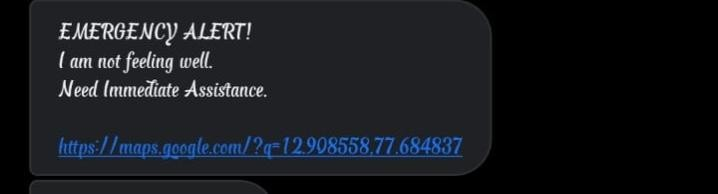 EMERGENCY ALERT!
I am not feeling well.
Need Immediate Assistance.
https://maps.google.com/?q=12.908558,77.684837